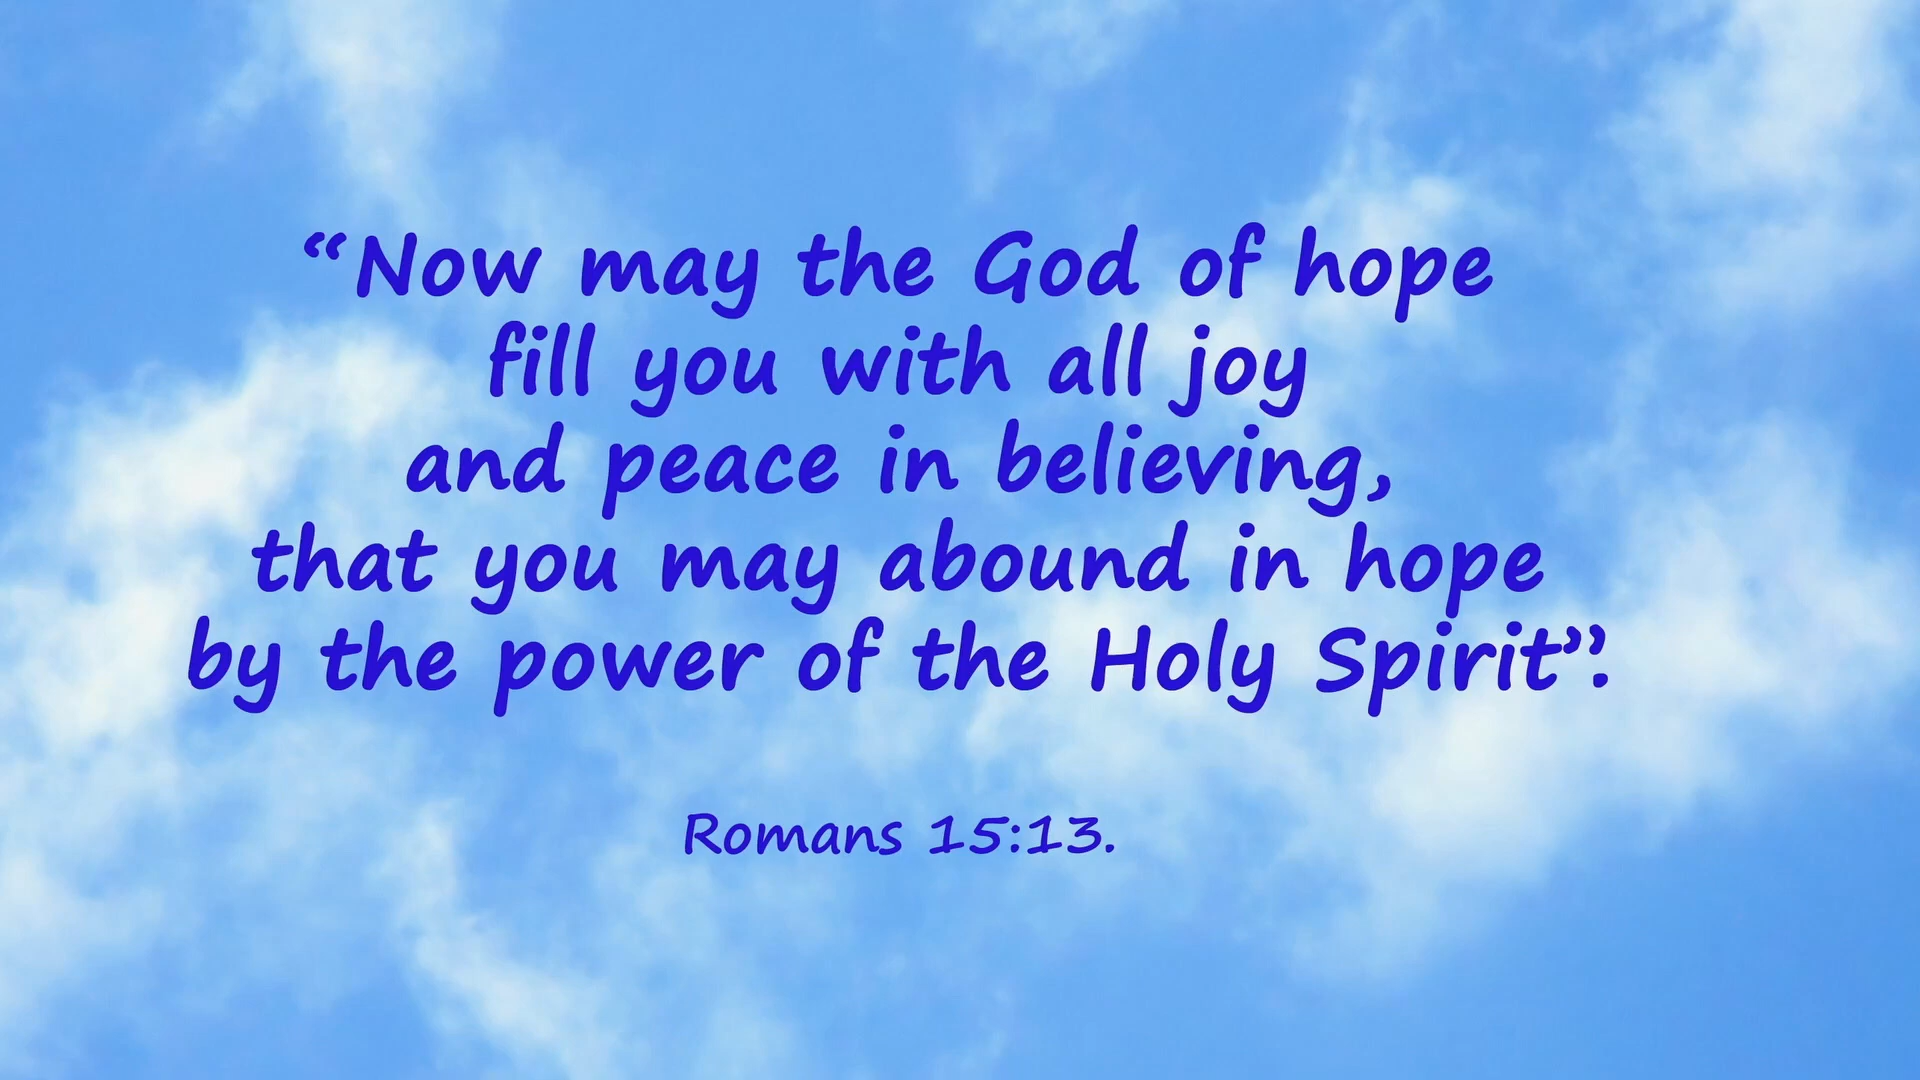 “Now may the God of hope
fill you with all joy
and peace in believing,
that you may abound in hope
by the power of the Holy Spirit”.
Romans 15:13.